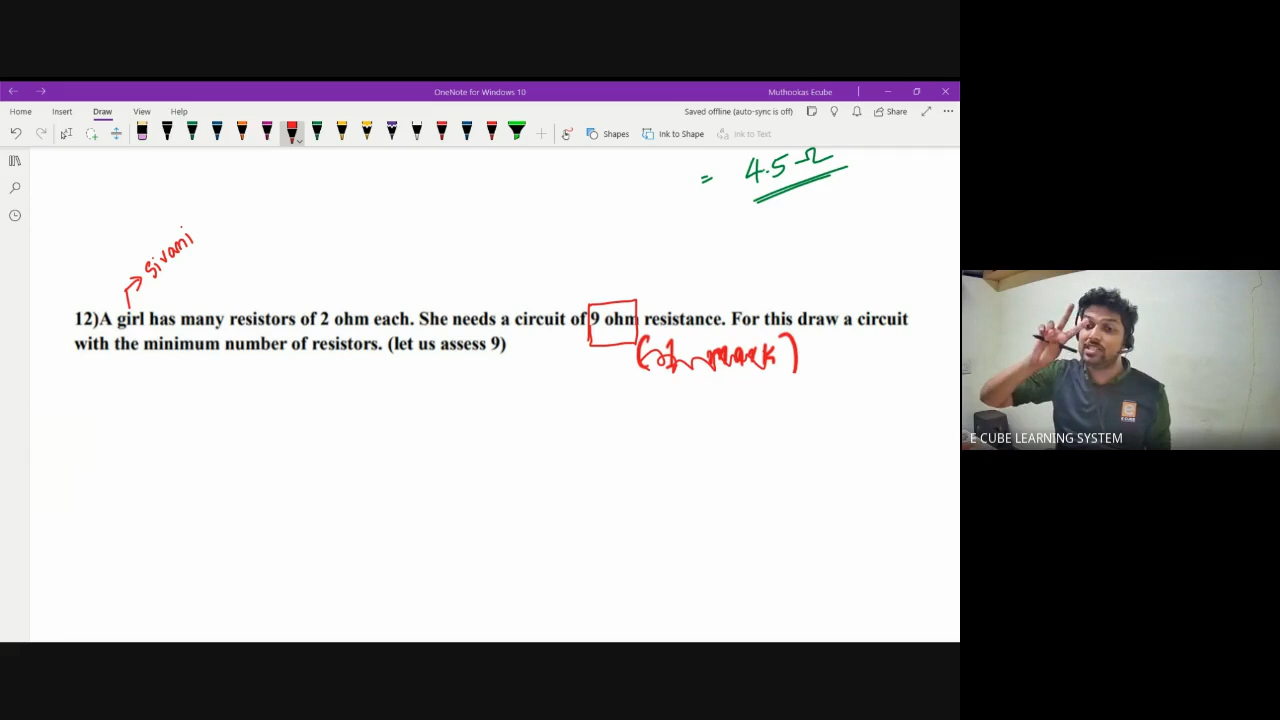 OneNote for Windows 10
Muthookas Ecube
Home Insert Draw View Help
Saved offline (auto-sync is off)
Share
Shapes
Ink to Shape
Ink to Text
= 4.5 Ω
Sivami
12)A girl has many resistors of 2 ohm each. She needs a circuit of 9 ohm resistance. For this draw a circuit
with the minimum number of resistors. (let us assess 9)
E CUBE
E CUBE LEARNING SYSTEM